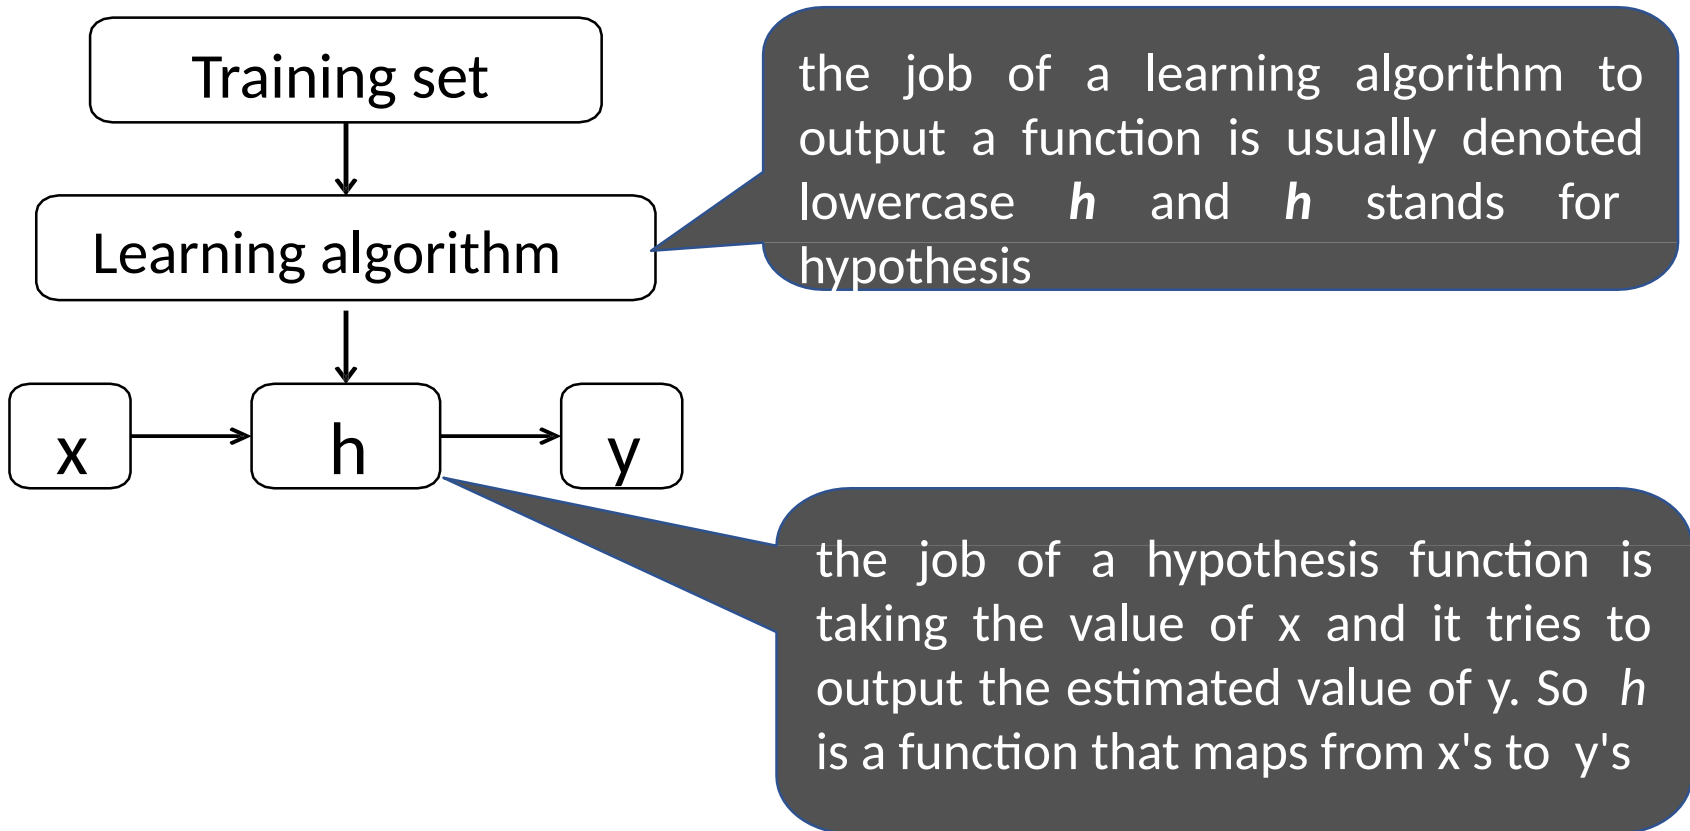 Training set
the job of a learning algorithm to
output a function is usually denoted
lowercase h and h stands for
hypothesis
Learning algorithm
x
h
y
the job of a hypothesis function is
taking the value of x and it tries to
output the estimated value of y. So h
is a function that maps from x's to y's